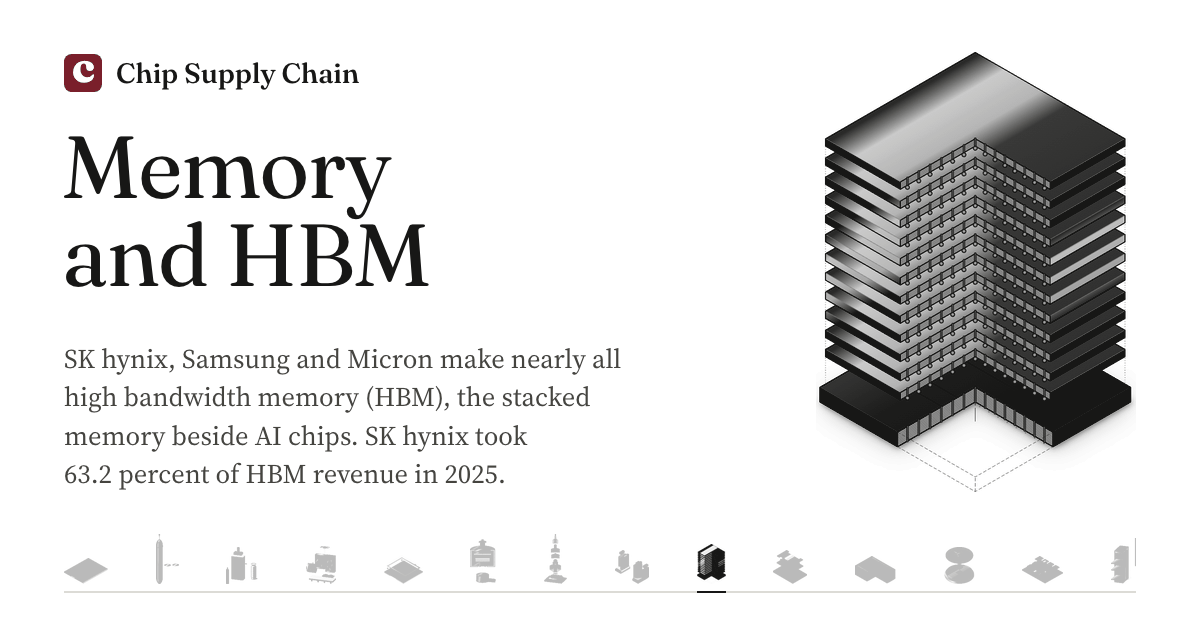 C Chip Supply Chain
Memory
and HBM
SK hynix, Samsung and Micron make nearly all
high bandwidth memory (HBM), the stacked
memory beside AI chips. SK hynix took
63.2 percent of HBM revenue in 2025.